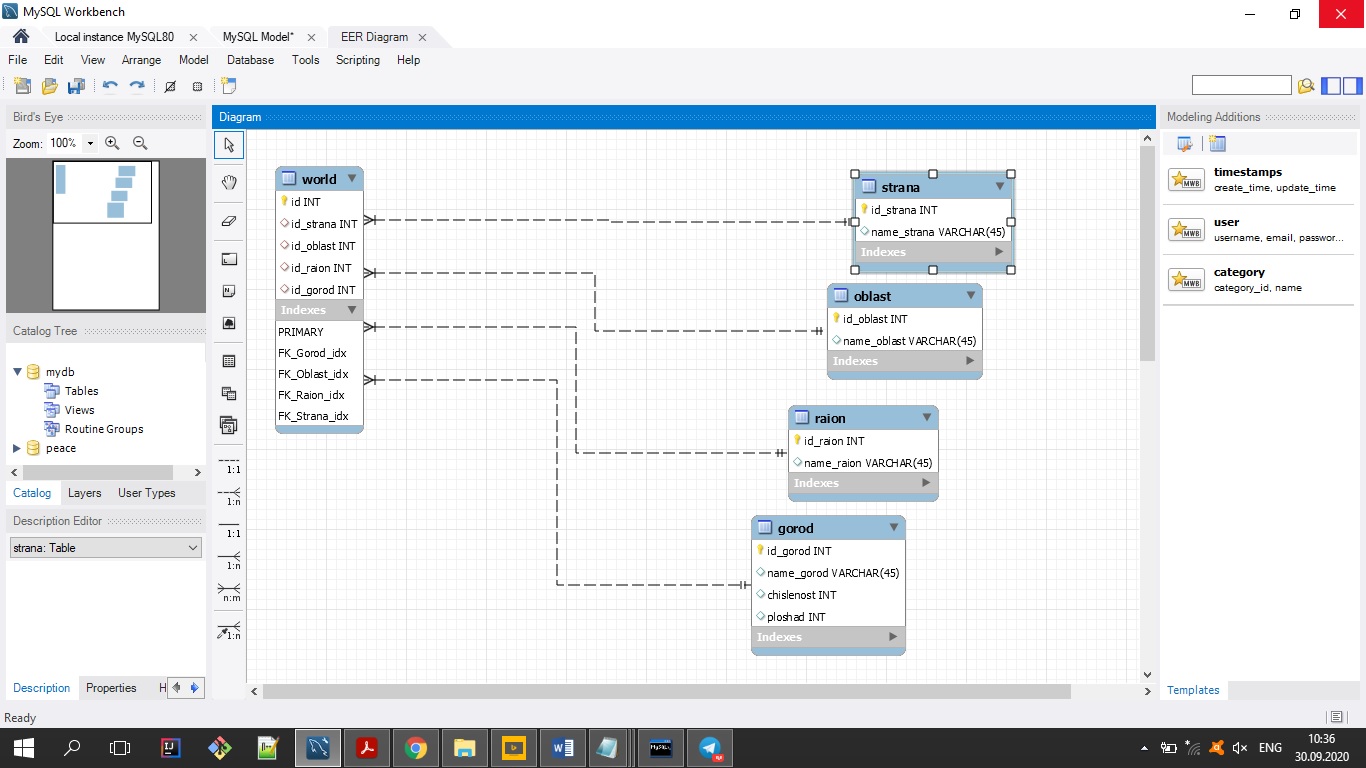 MySQL Workbench
Local instance MySQL80
MySQL Model*
EER Diagram
File Edit View Arrange Model Database Tools Scripting Help
Bird's Eye
Zoom: 100%
Catalog Tree
mydb
Tables
Views
Routine Groups
peace
Catalog Layers User Types
Description Editor
strana: Table
Description Properties H
Ready
Diagram
1:1
1:n
1:1
1:n
n:m
1:n
world
id INT
id_strana INT
id_oblast INT
id_raion INT
id_gorod INT
Indexes
PRIMARY
FK_Gorod_idx
FK_Oblast_idx
FK_Raion_idx
FK_Strana_idx
strana
id_strana INT
name_strana VARCHAR(45)
Indexes
oblast
id_oblast INT
name_oblast VARCHAR(45)
Indexes
raion
id_raion INT
name_raion VARCHAR(45)
Indexes
gorod
id_gorod INT
name_gorod VARCHAR(45)
chislenost INT
ploshad INT
Indexes
Modeling Additions
MWB
timestamps
create_time, update_time
MWB
user
username, email, passwor...
MWB
category
category_id, name
Templates
ENG
10:36
30.09.2020